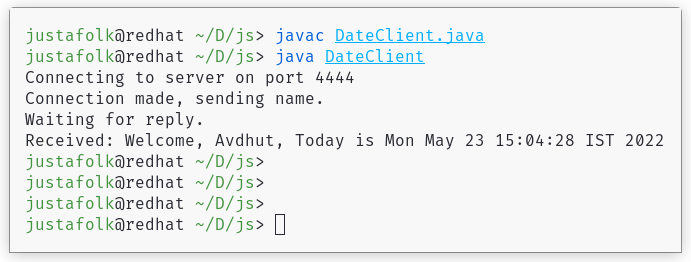 justafolk@redhat ~/D/js> javac DateClient.java
justafolk@redhat ~/D/js> java DateClient
Connecting to server on port 4444
Connection made, sending name.
Waiting for reply.
Received: Welcome, Avdhut, Today is Mon May 23 15:04:28 IST 2022
justafolk@redhat ~/D/js>
justafolk@redhat ~/D/js>
justafolk@redhat ~/D/js>
justafolk@redhat ~/D/js>